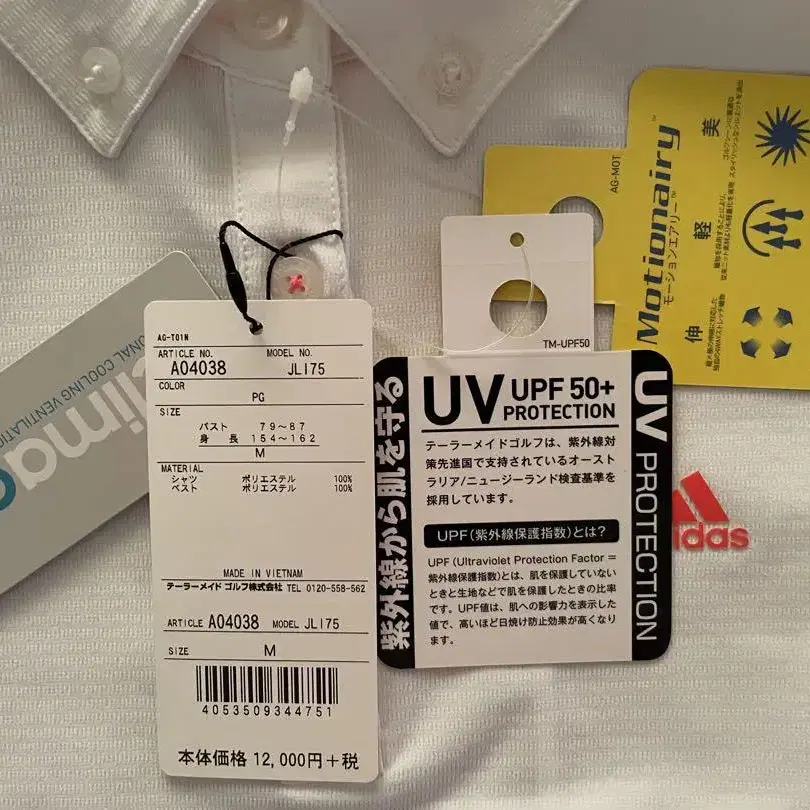 AG-T01N
ARTICLE NO. MODEL NO.
A04038 JLI75
COLOR
PG
SIZE
バスト 79～87
身 長 154～162
M
MATERIAL
シャツ ポリエステル 100%
ベスト ポリエステル 100%
MADE IN VIETNAM
テーラーメイド ゴルフ株式会社 TEL 0120-558-562
ARTICLE A04038 MODEL JLI75
SIZE M
4053509344751
本体価格 12,000円＋税
TM-UPF50
紫外線から肌を守る
UV UPF 50+
PROTECTION
テーラーメイドゴルフは、紫外線対
策先進国で支持されているオースト
ラリア/ニュージーランド検査基準を
採用しています。
UPF(紫外線保護指数)とは?
UPF (Ultraviolet Protection Factor =
紫外線保護指数)とは、肌を保護していない
ときと生地などで肌を保護したときの比率
です。UPF値は、肌への影響力を表示した
値で、高いほど日焼け防止効果が高くなり
ます。
UV PROTECTION
AG-MOT
Motionairy™
モーションエアリー™
美
軽
伸
climac
ONAL COOLING VENTILATIO
idas